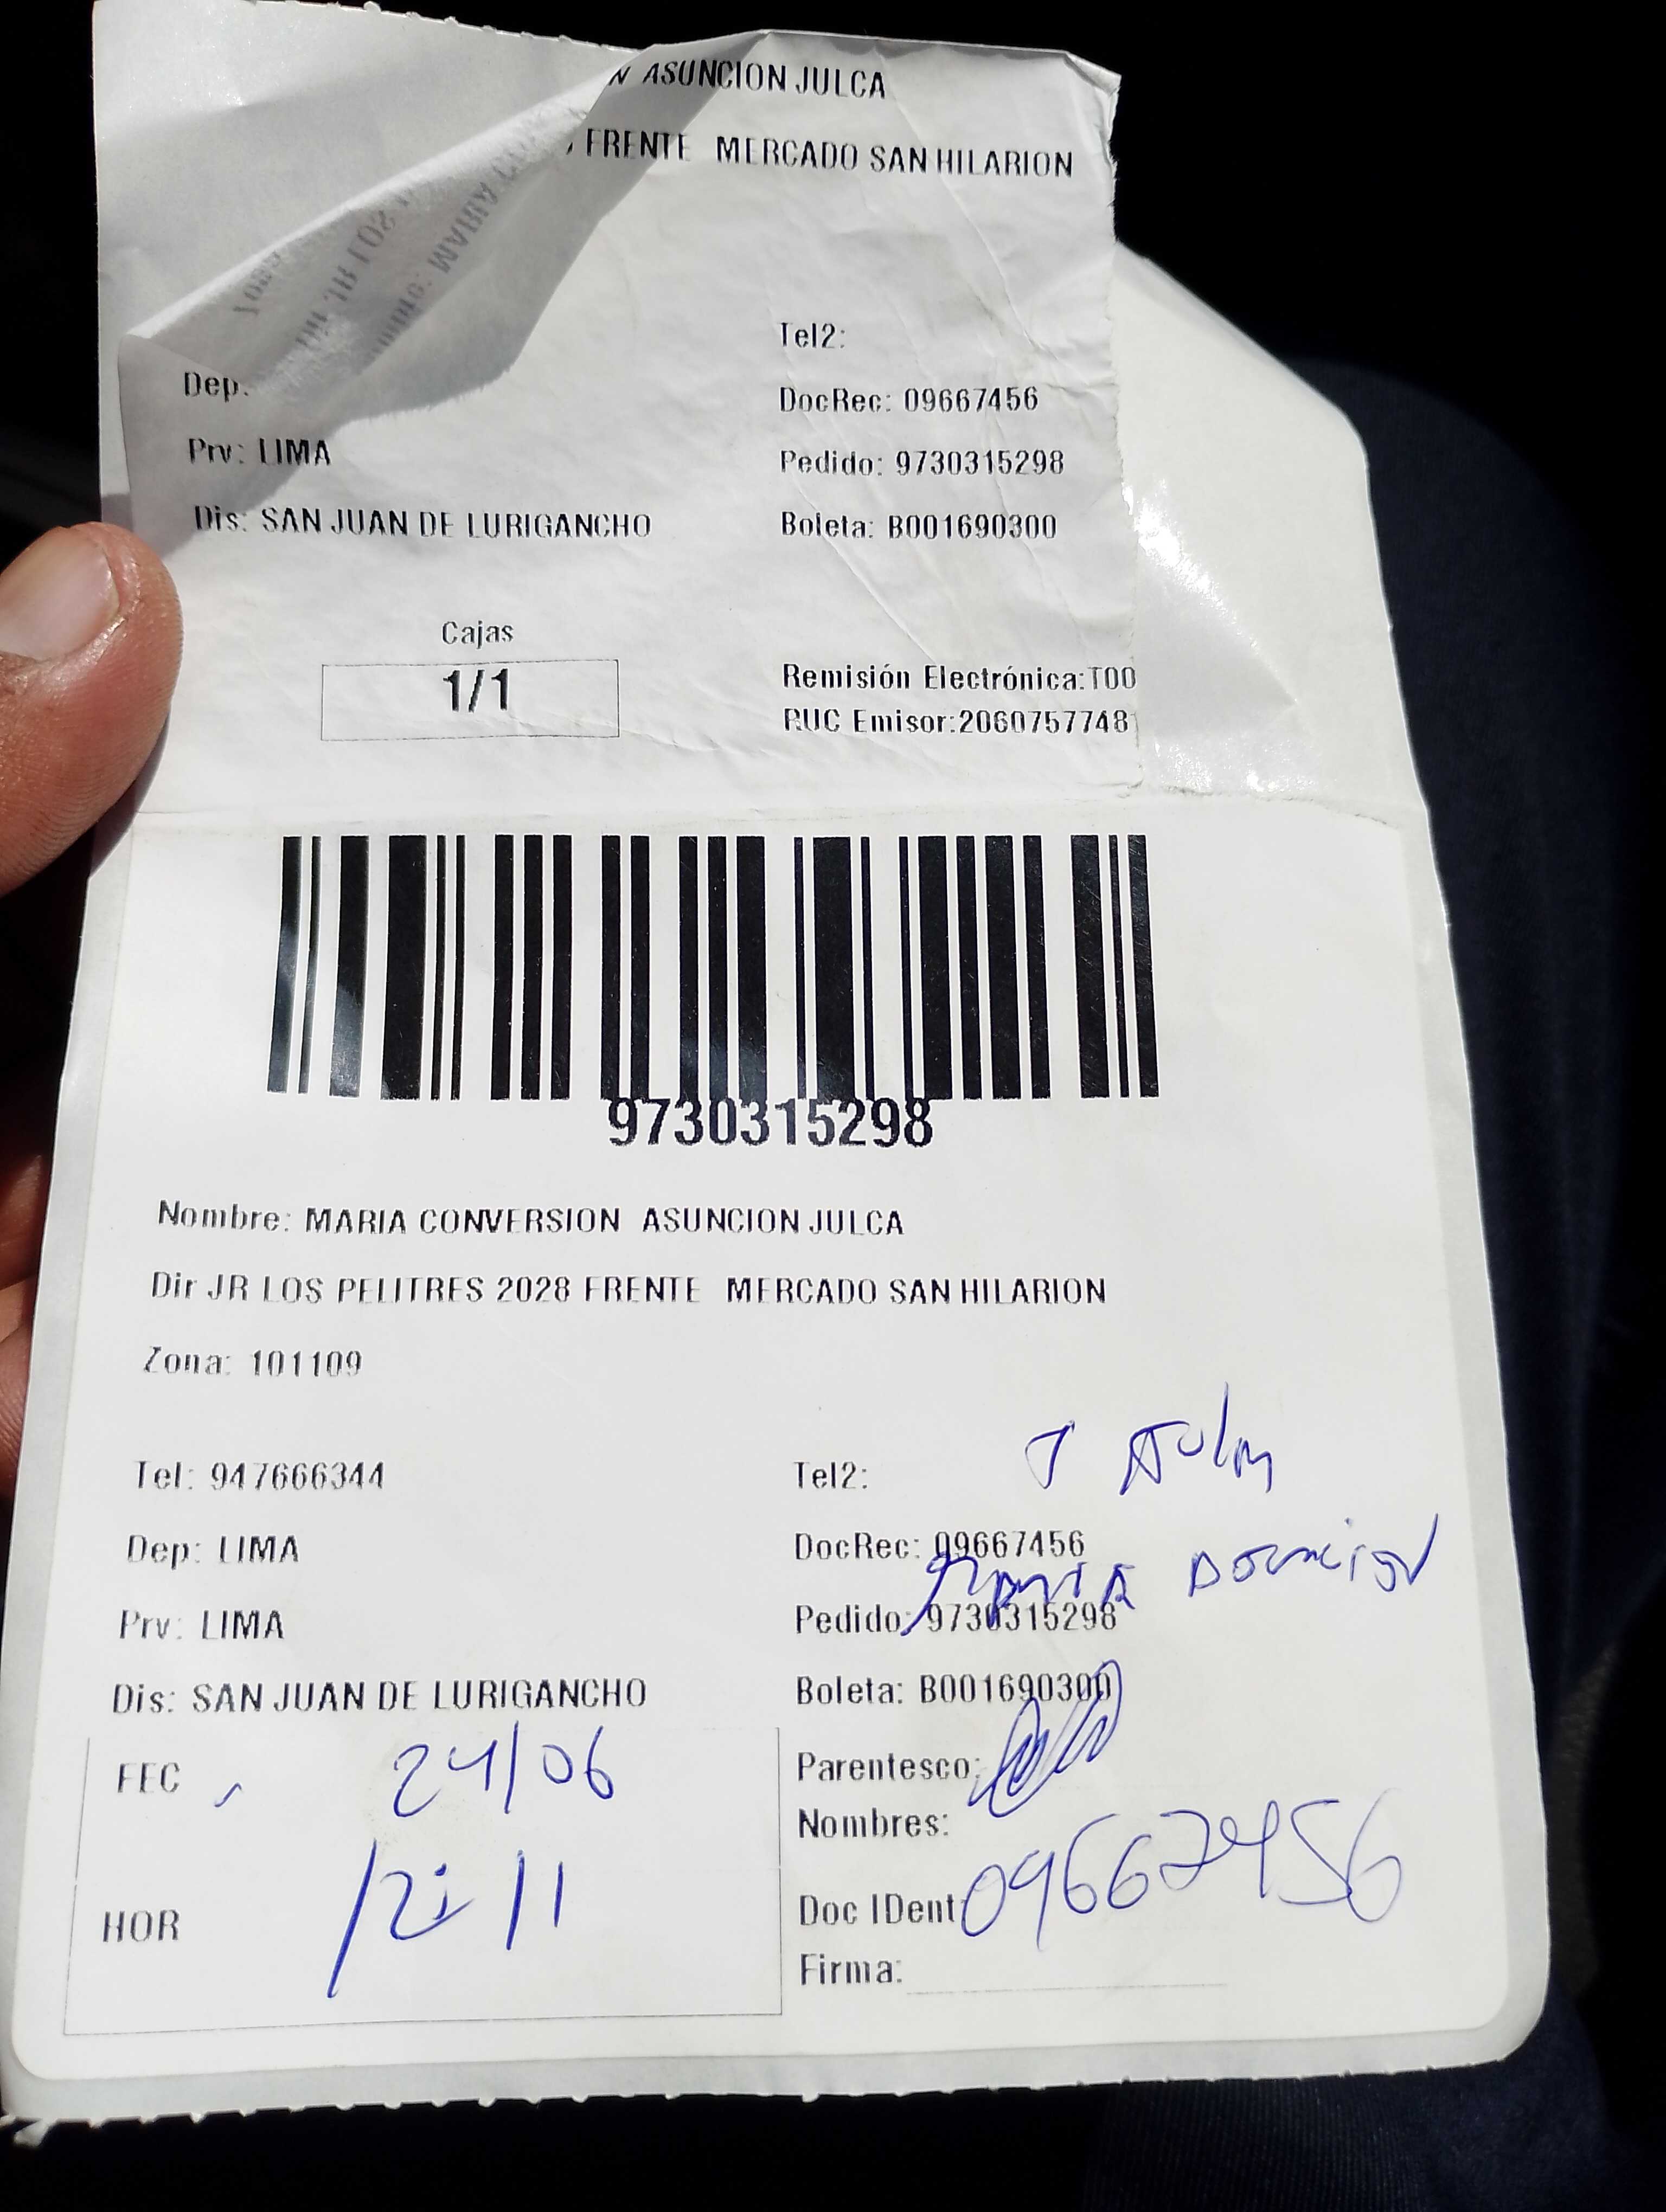 ASUNCION JULCA
FRENTE MERCADO SAN HILARION
Tel2:
Dep:
DocRec: 09667456
Prv: LIMA
Pedido: 9730315298
Dis: SAN JUAN DE LURIGANCHO
Boleta: B001690300
Cajas
1/1
Remisión Electrónica:T00
RUC Emisor:2060757748
9730315298
Nombre: MARIA CONVERSION ASUNCION JULCA
Dir JR LOS PELITRES 2028 FRENTE MERCADO SAN HILARION
Zona: 101109
Tel: 947666344
Tel2:
Dep: LIMA
DocRec: 09667456
Prv: LIMA
Pedido: 9730315298
Dis: SAN JUAN DE LURIGANCHO
Boleta: B001690300
FEC 24/06
Parentesco:
Nombres:
HOR 12:11
Doc IDent 09667456
Firma: